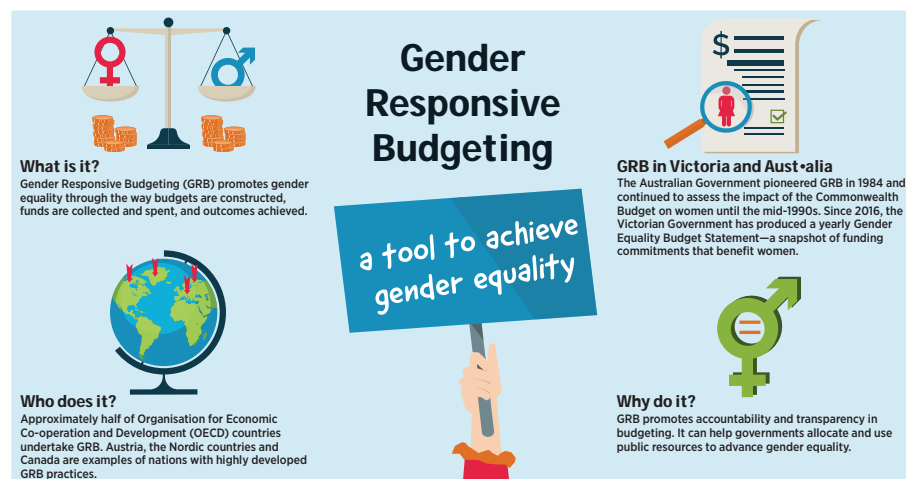 Gender
Responsive
Budgeting
a tool to achieve
gender equality
What is it?
Gender Responsive Budgeting (GRB) promotes gender
equality through the way budgets are constructed,
funds are collected and spent, and outcomes achieved.
Who does it?
Approximately half of Organisation for Economic
Co-operation and Development (OECD) countries
undertake GRB. Austria, the Nordic countries and
Canada are examples of nations with highly developed
GRB practices.
$
GRB in Victoria and Aust•alia
The Australian Government pioneered GRB in 1984 and
continued to assess the impact of the Commonwealth
Budget on women until the mid-1990s. Since 2016, the
Victorian Government has produced a yearly Gender
Equality Budget Statement—a snapshot of funding
commitments that benefit women.
Why do it?
GRB promotes accountability and transparency in
budgeting. It can help governments allocate and use
public resources to advance gender equality.